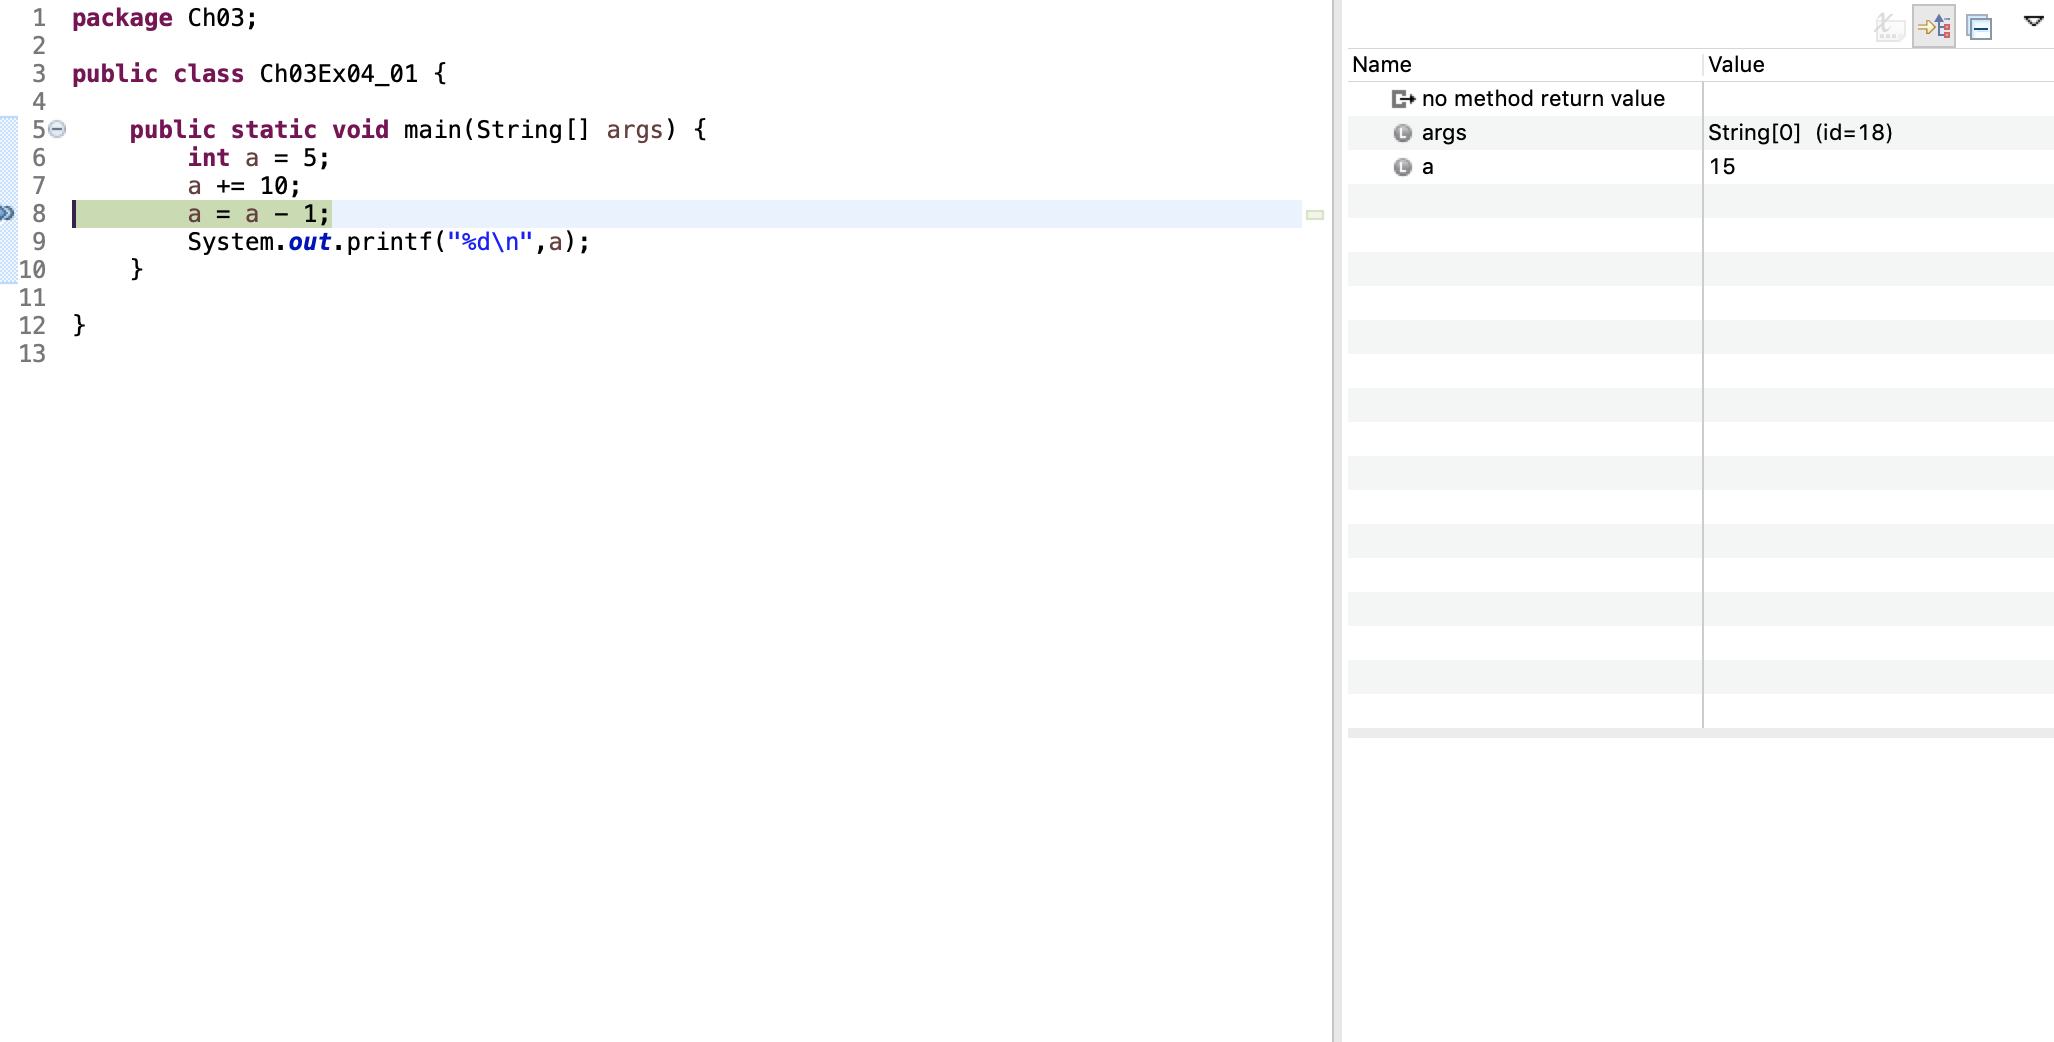 1 package Ch03;
2
3 public class Ch03Ex04_01 {
4
5 public static void main(String[] args) {
6 int a = 5;
7 a += 10;
8 a = a - 1;
9 System.out.printf("%d\n",a);
10 }
11
12 }
13
Name Value
no method return value
args String[0] (id=18)
a 15